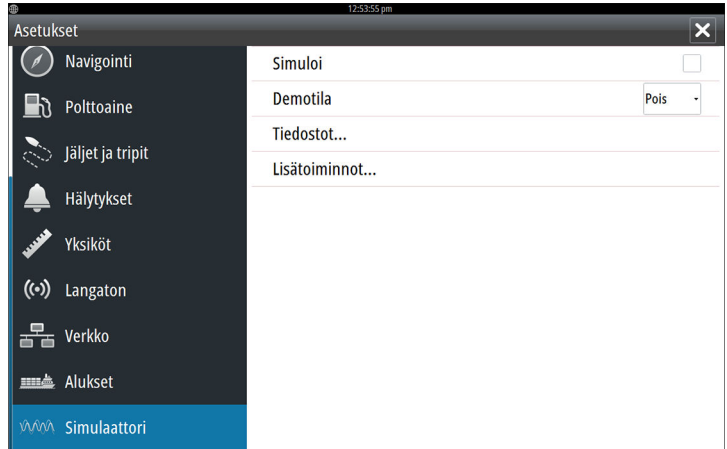 12:53:55 pm
Asetukset
Navigointi
Polttoaine
Jäljet ja tripit
Hälytykset
Yksiköt
Langaton
Verkko
Alukset
Simulaattori
Simuloi
Demotila Pois
Tiedostot...
Lisätoiminnot...